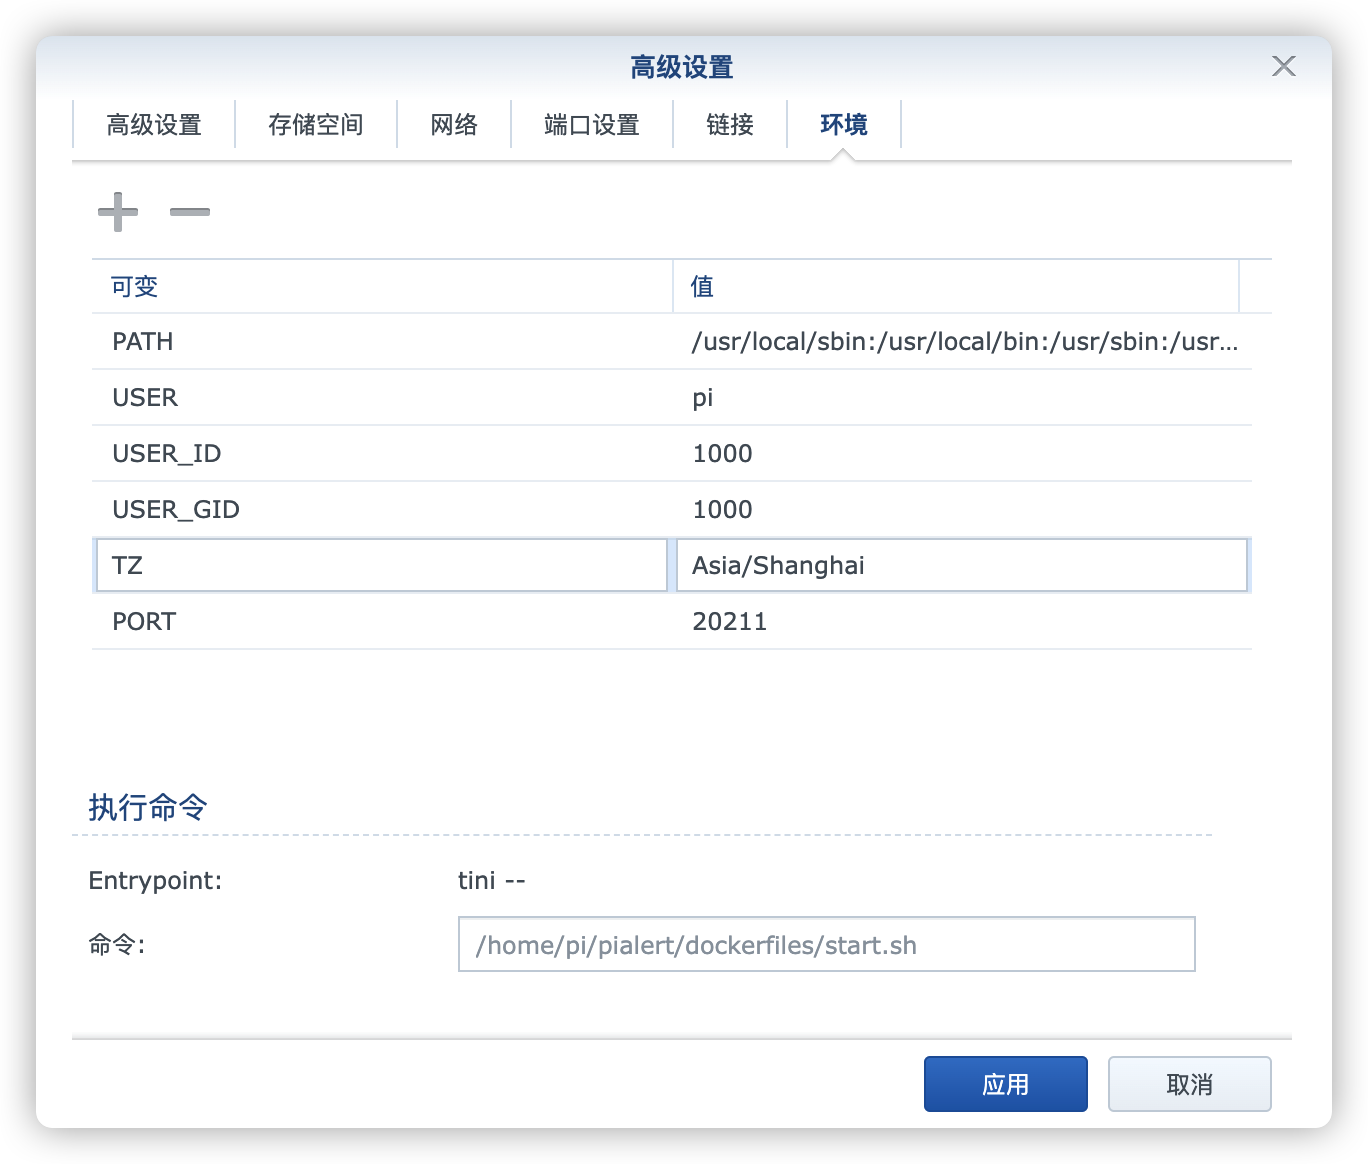 高级设置
高级设置 存储空间 网络 端口设置 链接 环境
可变 值
PATH /usr/local/sbin:/usr/local/bin:/usr/sbin:/usr...
USER pi
USER_ID 1000
USER_GID 1000
TZ Asia/Shanghai
PORT 20211
执行命令
Entrypoint: tini --
命令: /home/pi/pialert/dockerfiles/start.sh
应用 取消